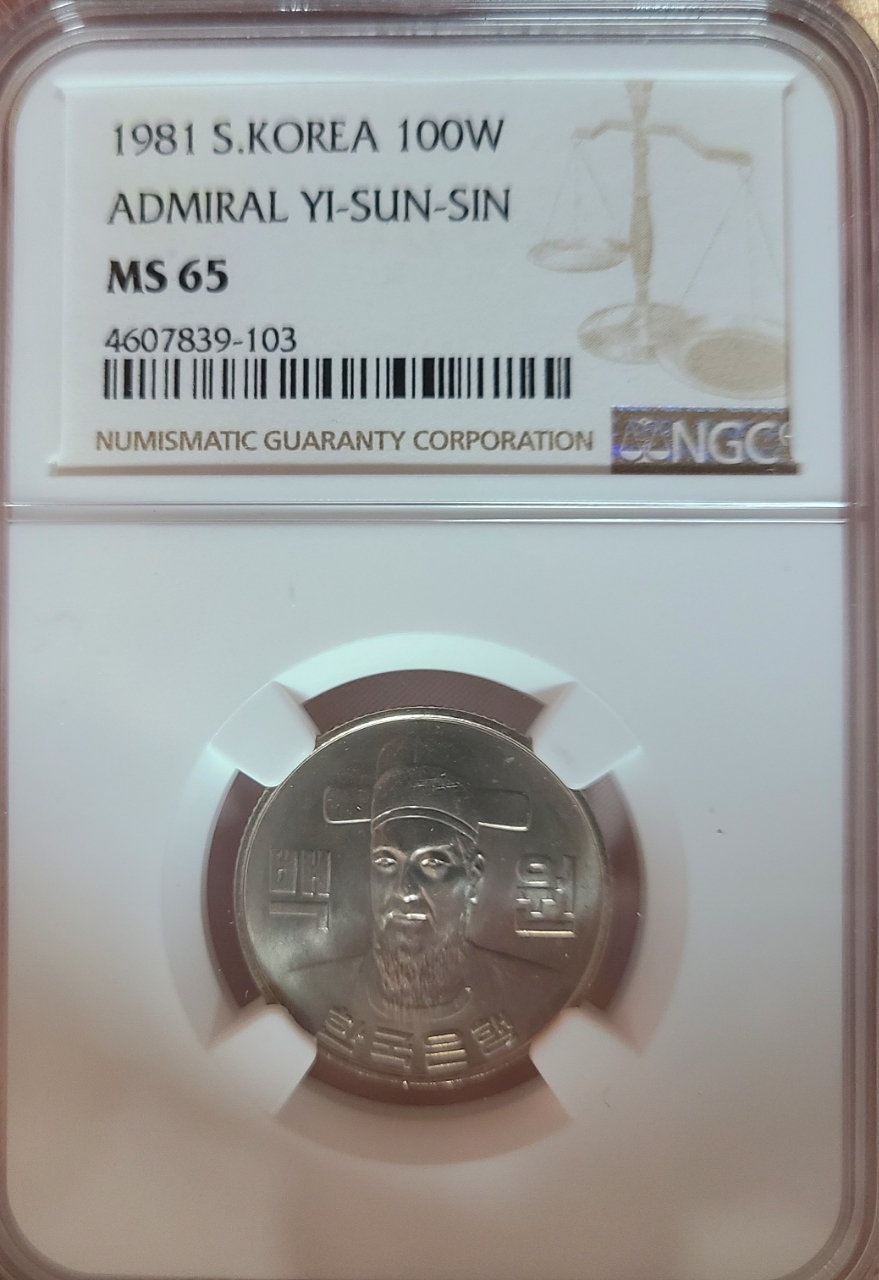 1981 S.KOREA 100W
ADMIRAL YI-SUN-SIN
MS 65
4607839-103
NUMISMATIC GUARANTY CORPORATION NGC
백 원
한국은행